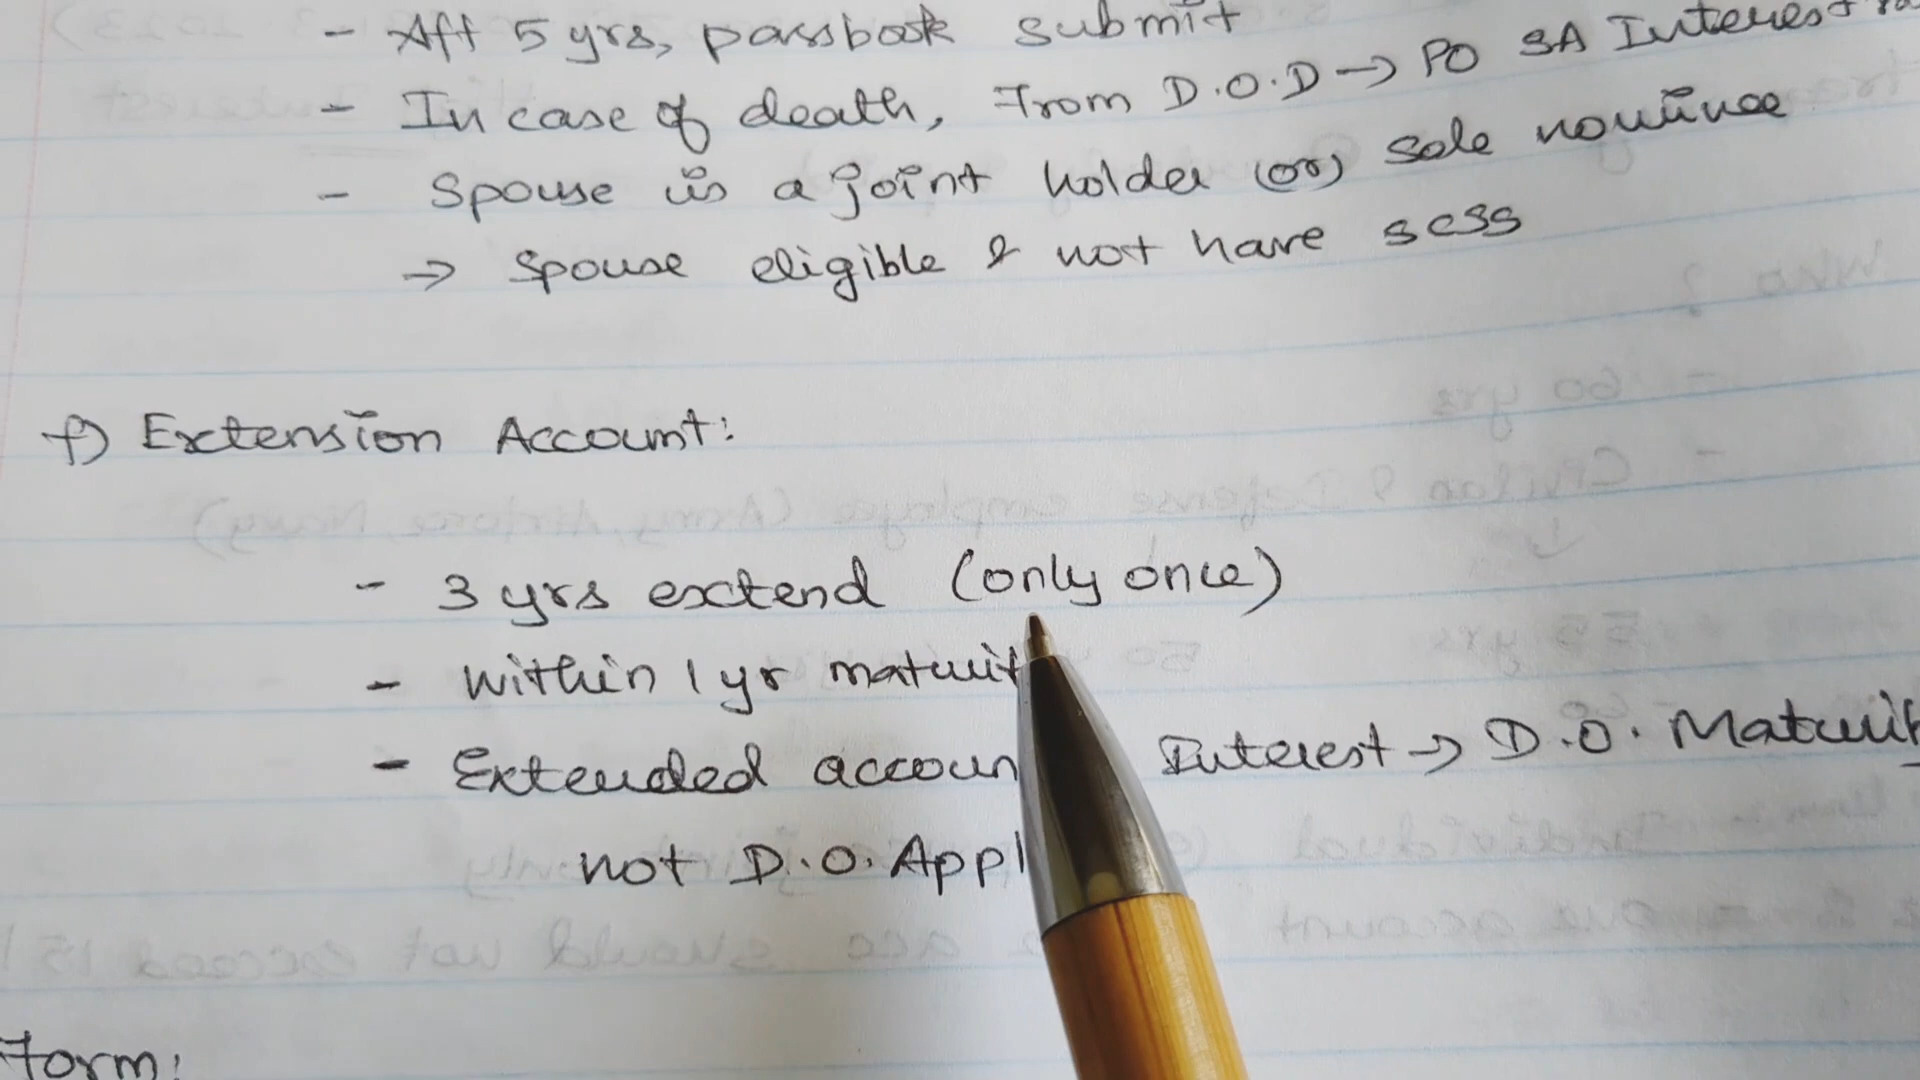 - Aft 5 yrs, passbook submit
- In case of death, From D.O.D → PO SA Interest
- Spouse is a joint holder (or) sole nominee
→ Spouse eligible & not have scss
f) Extension Account:
- 3 yrs extend (only once)
- within 1 yr maturit
- Extended accoun Interest → D.O. Maturity
not D.O. Appl
Form: